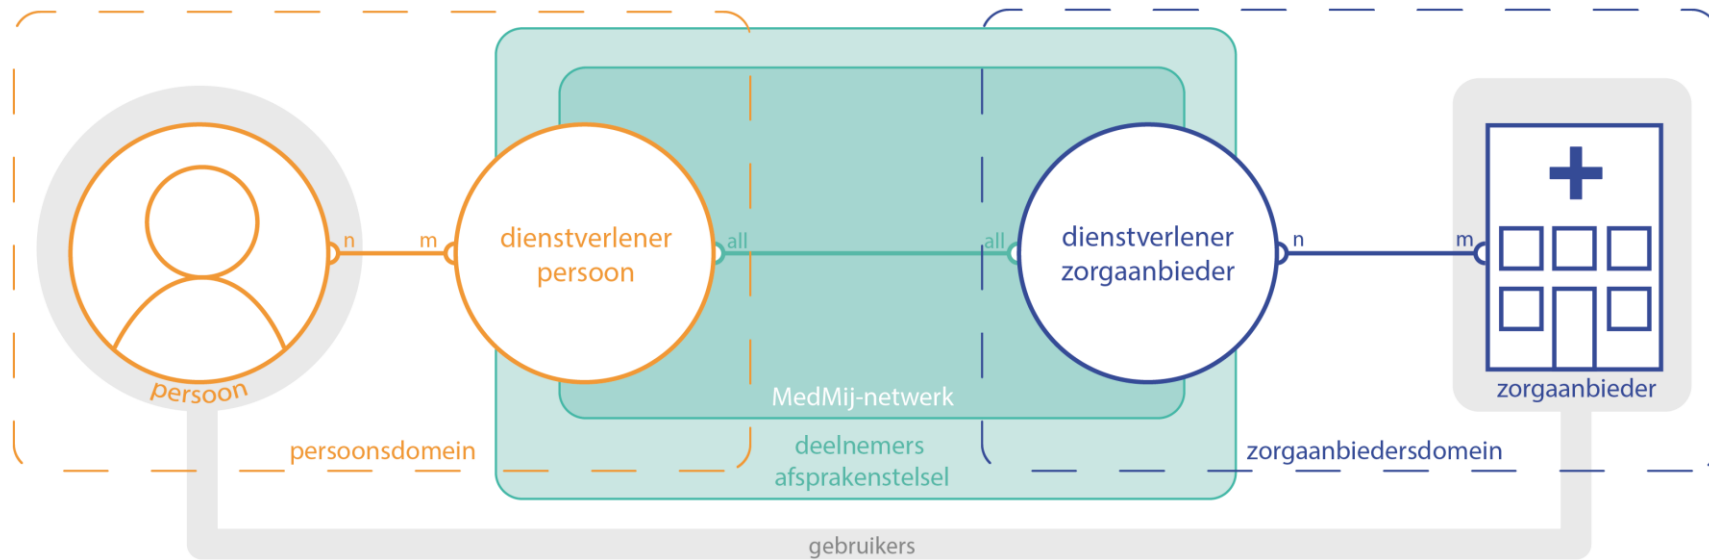 n
m
dienstverlener
persoon
all
all
dienstverlener
zorgaanbieder
n
m
persoon
MedMij-netwerk
zorgaanbieder
persoonsdomein
deelnemers
afsprakenstelsel
zorgaanbiedersdomein
gebruikers